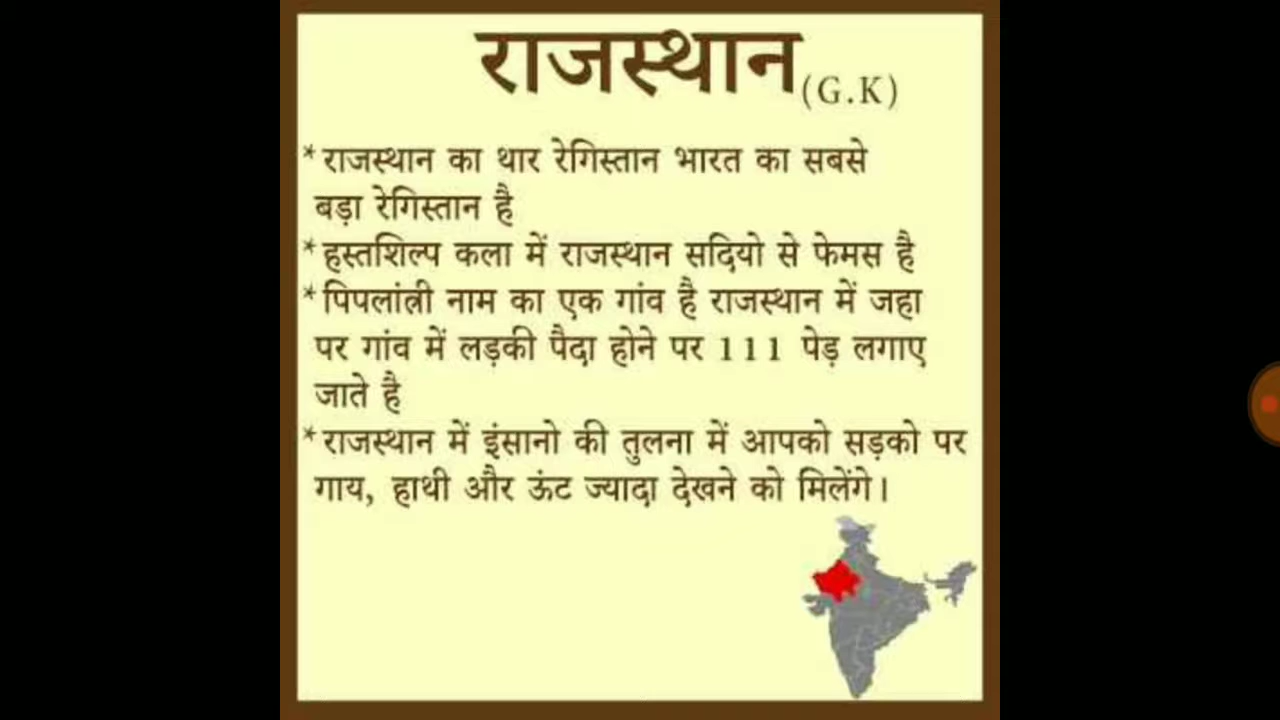 राजस्थान (G.K)
*राजस्थान का थार रेगिस्तान भारत का सबसे
बड़ा रेगिस्तान है
*हस्तशिल्प कला में राजस्थान सदियो से फेमस है
*पिपलांत्री नाम का एक गांव है राजस्थान में जहा
पर गांव में लड़की पैदा होने पर 111 पेड़ लगाए
जाते है
*राजस्थान में इंसानो की तुलना में आपको सड़को पर
गाय, हाथी और ऊंट ज्यादा देखने को मिलेंगे।